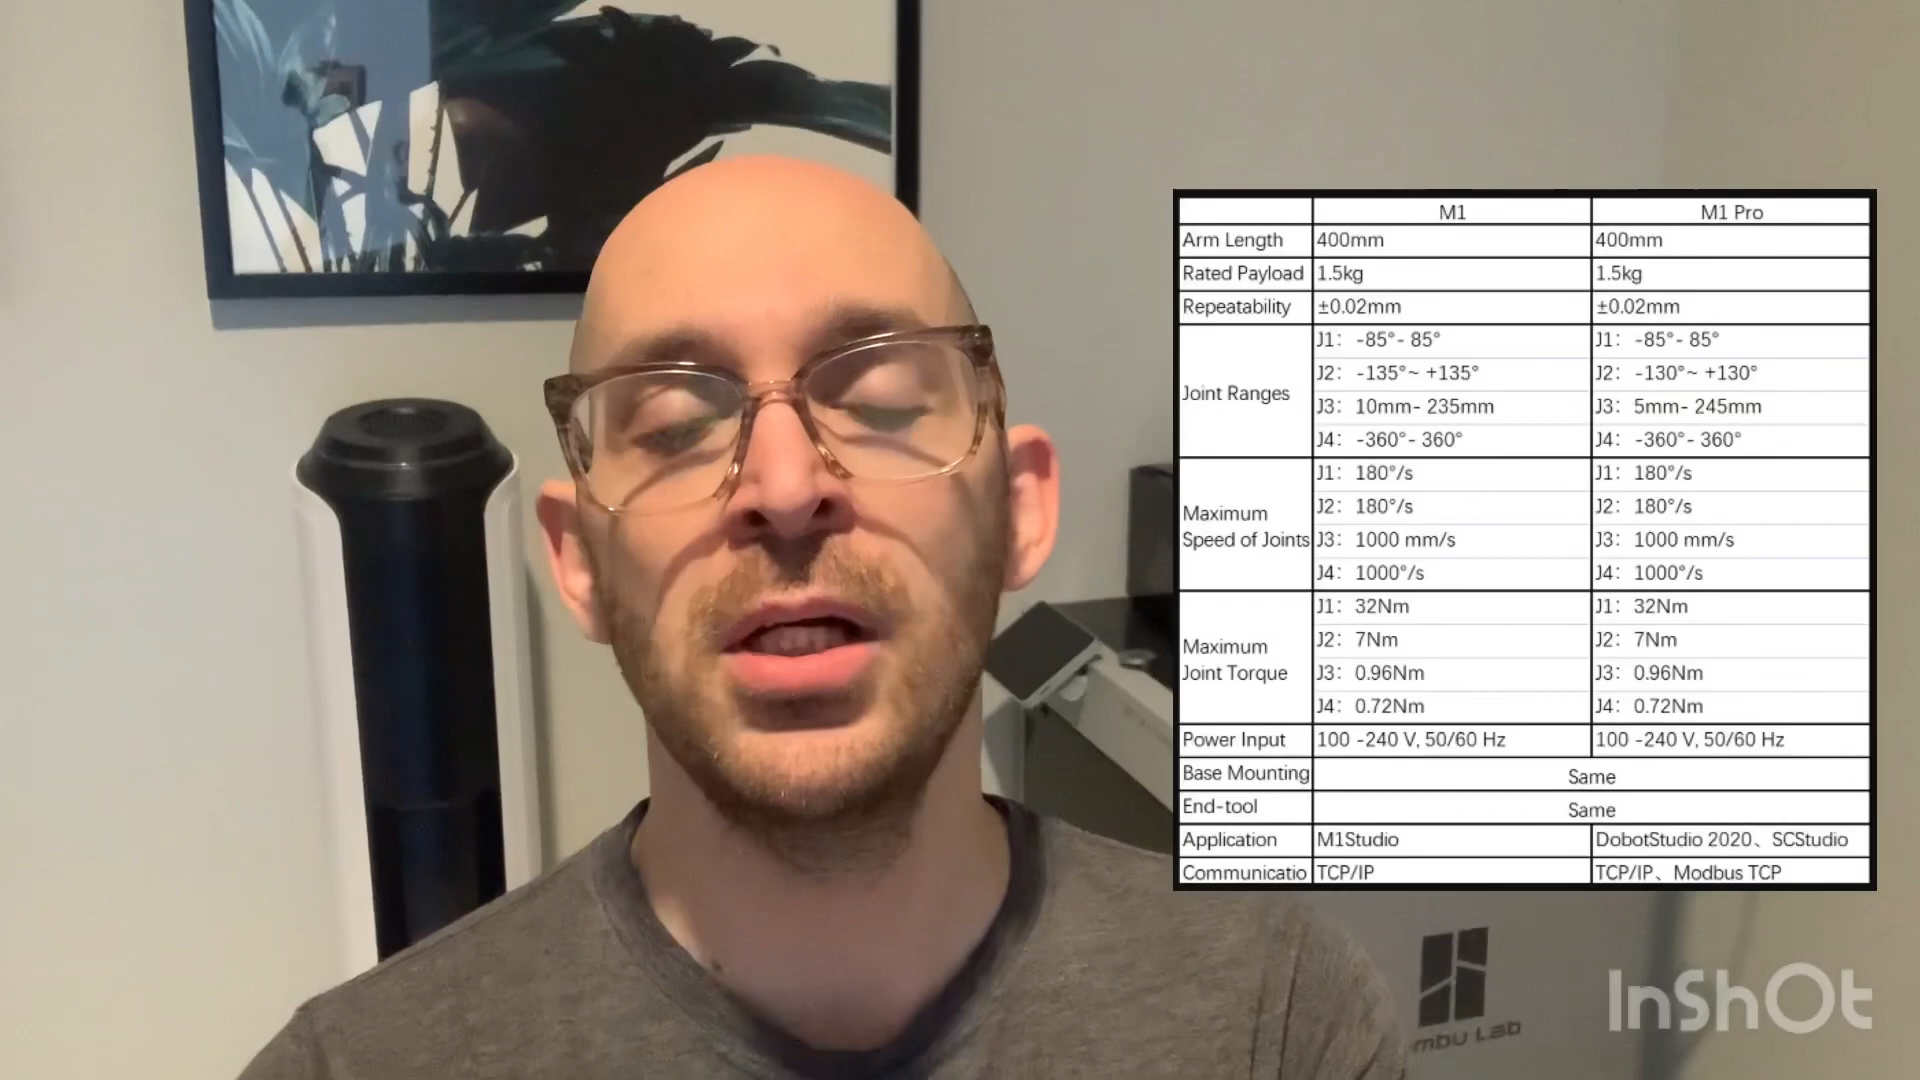 M1 M1 Pro
Arm Length 400mm 400mm
Rated Payload 1.5kg 1.5kg
Repeatability ±0.02mm ±0.02mm
Joint Ranges
J1: -85°- 85° J1: -85°- 85°
J2: -135°~ +135° J2: -130°~ +130°
J3: 10mm- 235mm J3: 5mm- 245mm
J4: -360°- 360° J4: -360°- 360°
Maximum
Speed of Joints
J1: 180°/s J1: 180°/s
J2: 180°/s J2: 180°/s
J3: 1000 mm/s J3: 1000 mm/s
J4: 1000°/s J4: 1000°/s
Maximum
Joint Torque
J1: 32Nm J1: 32Nm
J2: 7Nm J2: 7Nm
J3: 0.96Nm J3: 0.96Nm
J4: 0.72Nm J4: 0.72Nm
Power Input 100 -240 V, 50/60 Hz 100 -240 V, 50/60 Hz
Base Mounting Same
End-tool Same
Application M1Studio DobotStudio 2020、SCStudio
Communicatio TCP/IP TCP/IP、Modbus TCP
mbu Lab
InShOt